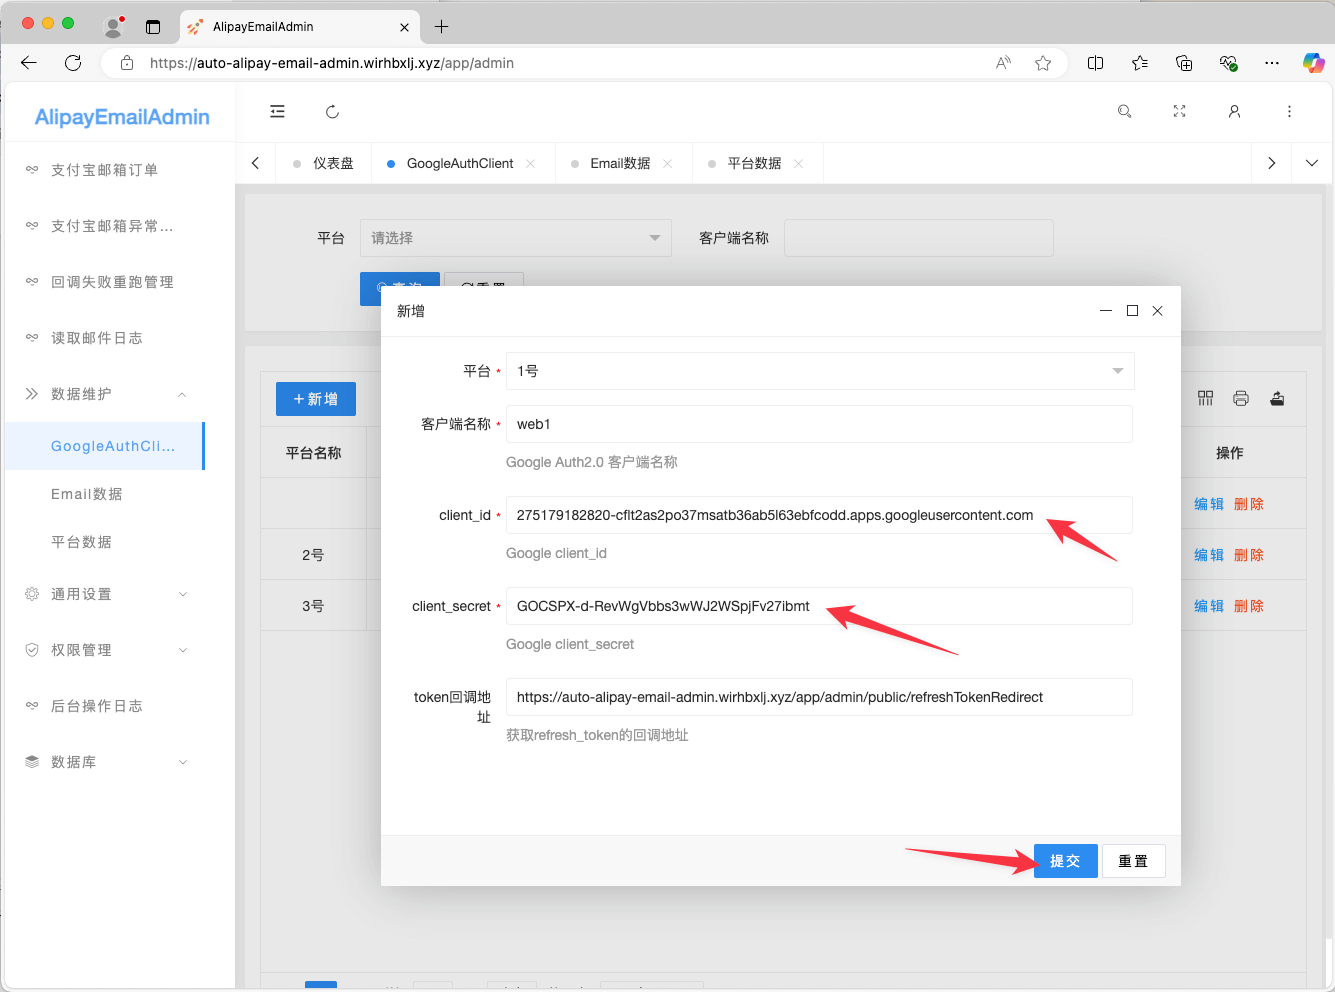 AlipayEmailAdmin
https://auto-alipay-email-admin.wirhbxlj.xyz/app/admin
AlipayEmailAdmin
支付宝邮箱订单
支付宝邮箱异常...
回调失败重跑管理
读取邮件日志
数据维护
GoogleAuthCli...
Email数据
平台数据
通用设置
权限管理
后台操作日志
数据库
仪表盘
GoogleAuthClient
Email数据
平台数据
平台 请选择
客户端名称
新增
平台名称
操作
编辑 删除
2号 编辑 删除
3号 编辑 删除
新增
平台 * 1号
客户端名称 * web1
Google Auth2.0 客户端名称
client_id * 275179182820-cflt2as2po37msatb36ab5l63ebfcodd.apps.googleusercontent.com
Google client_id
client_secret * 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
Google client_secret
token回调地址 https://auto-alipay-email-admin.wirhbxlj.xyz/app/admin/public/refreshTokenRedirect
获取refresh_token的回调地址
提交 重置